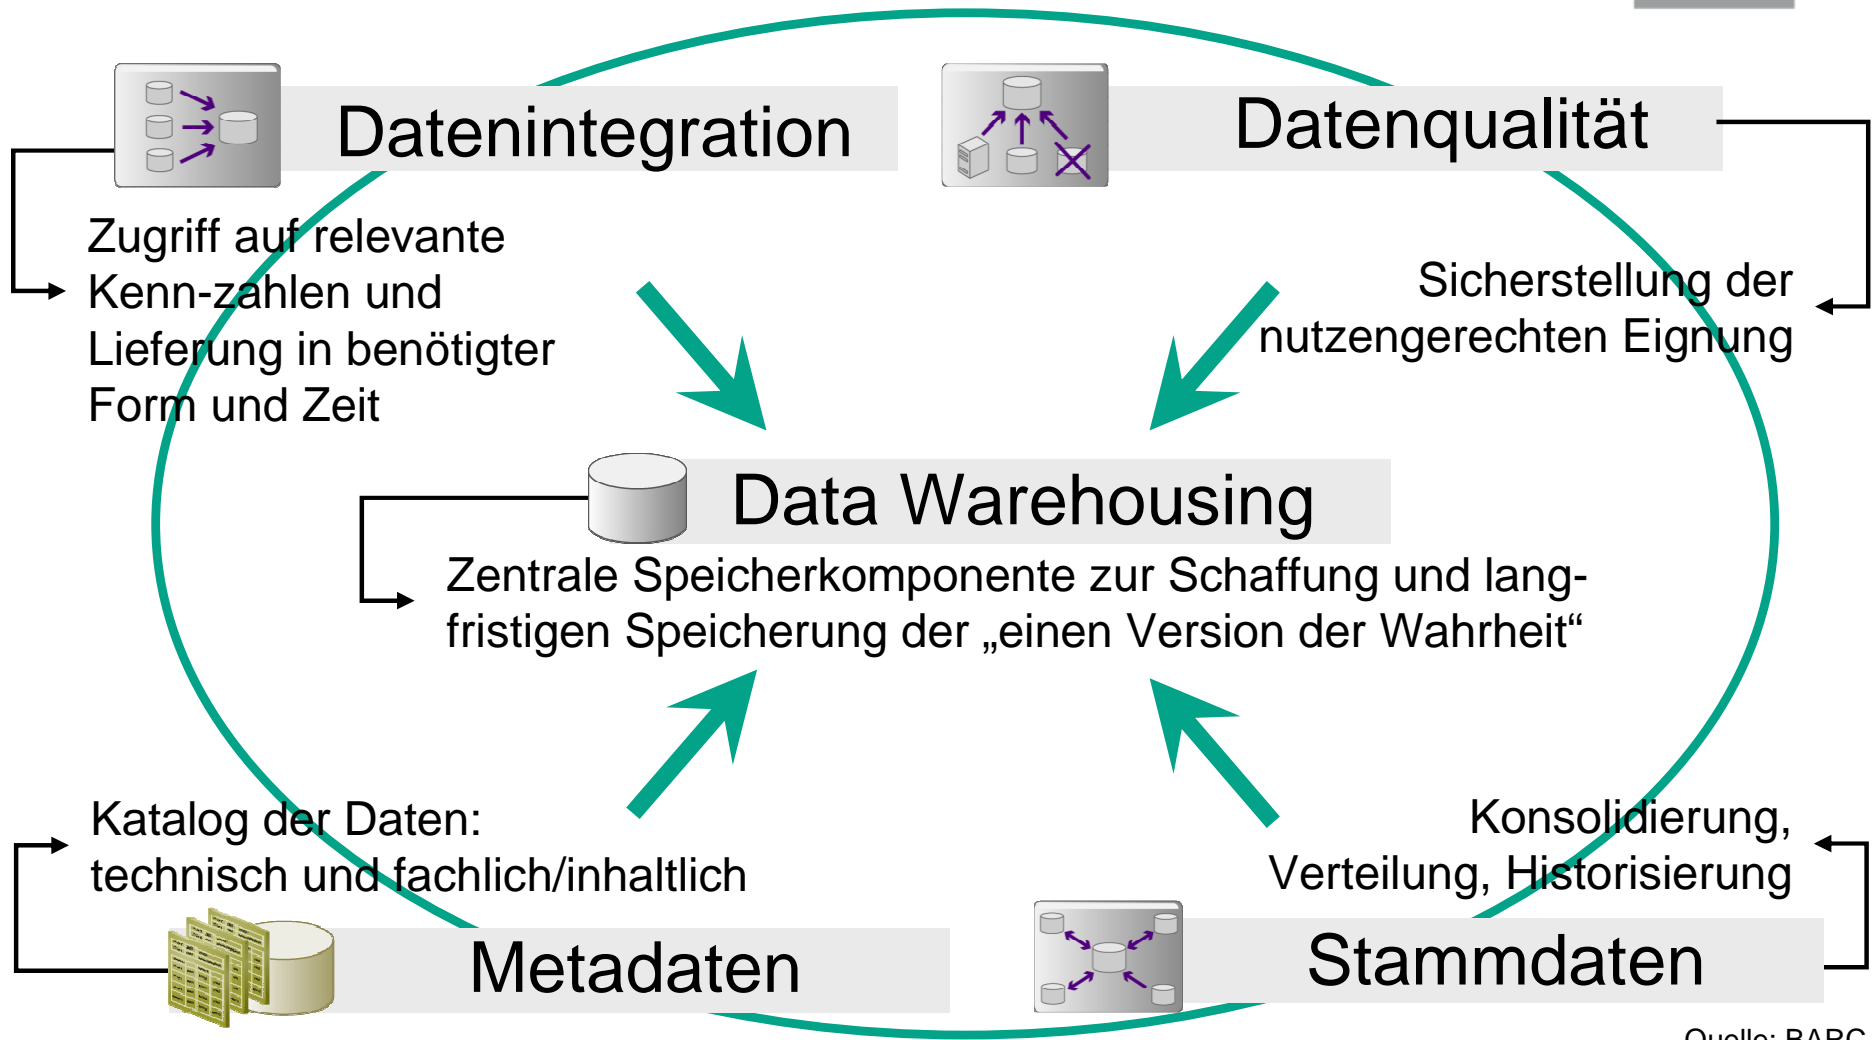 Datenintegration
Zugriff auf relevante
Kenn-zahlen und
Lieferung in benötigter
Form und Zeit
Datenqualität
Sicherstellung der
nutzengerechten Eignung
Data Warehousing
Zentrale Speicherkomponente zur Schaffung und lang-
fristigen Speicherung der „einen Version der Wahrheit“
Katalog der Daten:
technisch und fachlich/inhaltlich
Metadaten
Konsolidierung,
Verteilung, Historisierung
Stammdaten
Quelle: BARC